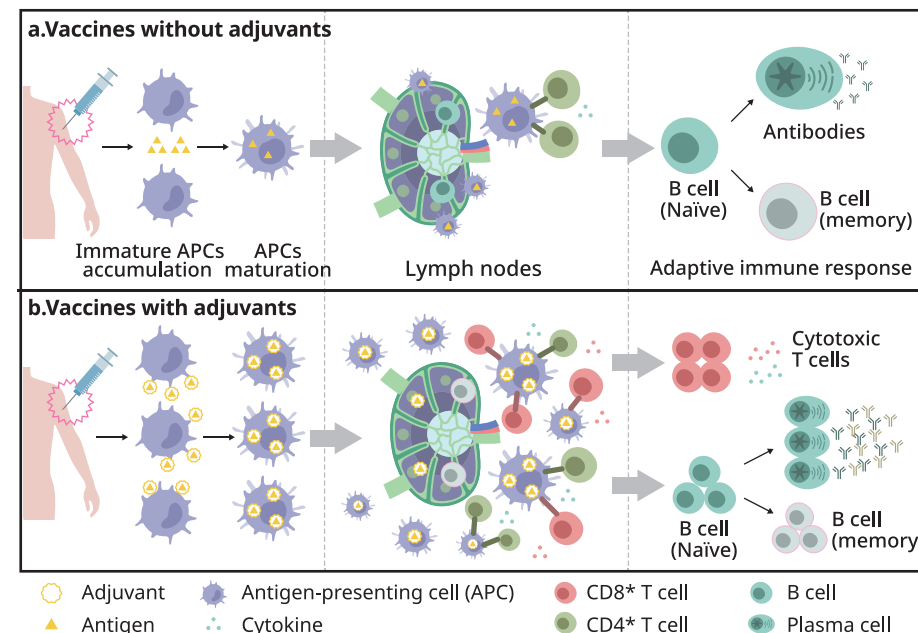 a.Vaccines without adjuvants
Antibodies
B cell
(Naïve)
B cell
(memory)
Immature APCs
accumulation
APCs
maturation
Lymph nodes
Adaptive immune response
b.Vaccines with adjuvants
Cytotoxic
T cells
B cell
(Naïve)
B cell
(memory)
Adjuvant
Antigen-presenting cell (APC)
CD8* T cell
B cell
Antigen
Cytokine
CD4* T cell
Plasma cell